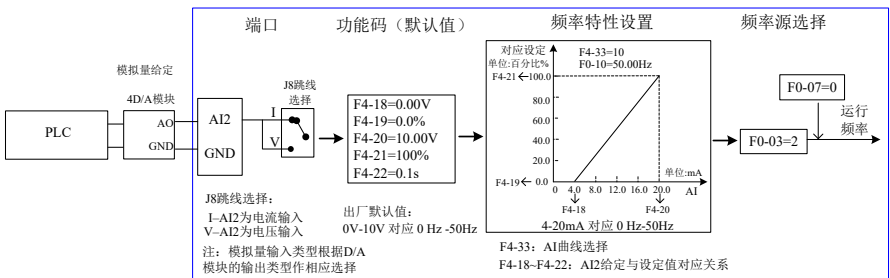 端口
功能码（默认值）
频率特性设置
频率源选择
模拟量给定
4D/A模块
PLC
AO
GND
AI2
GND
J8跳线
选择
I
V
F4-18=0.00V
F4-19=0.0%
F4-20=10.00V
F4-21=100%
F4-22=0.1s
对应设定
单位:百分比%
F4-33=10
F0-10=50.00Hz
F4-21
100.0
80.0
60.0
40.0
20.0
F4-19
0.0
0 4.0 8.0 12.0 16.0 20.0
单位:mA
AI
F4-18
F4-20
4-20mA 对应 0 Hz-50Hz
F0-07=0
F0-03=2
运行
频率
J8跳线选择：
I–AI2为电流输入
V–AI2为电压输入
注：模拟量输入类型根据D/A
模块的输出类型作相应选择
出厂默认值：
0V-10V 对应 0 Hz -50Hz
F4-33：AI曲线选择
F4-18~F4-22：AI2给定与设定值对应关系